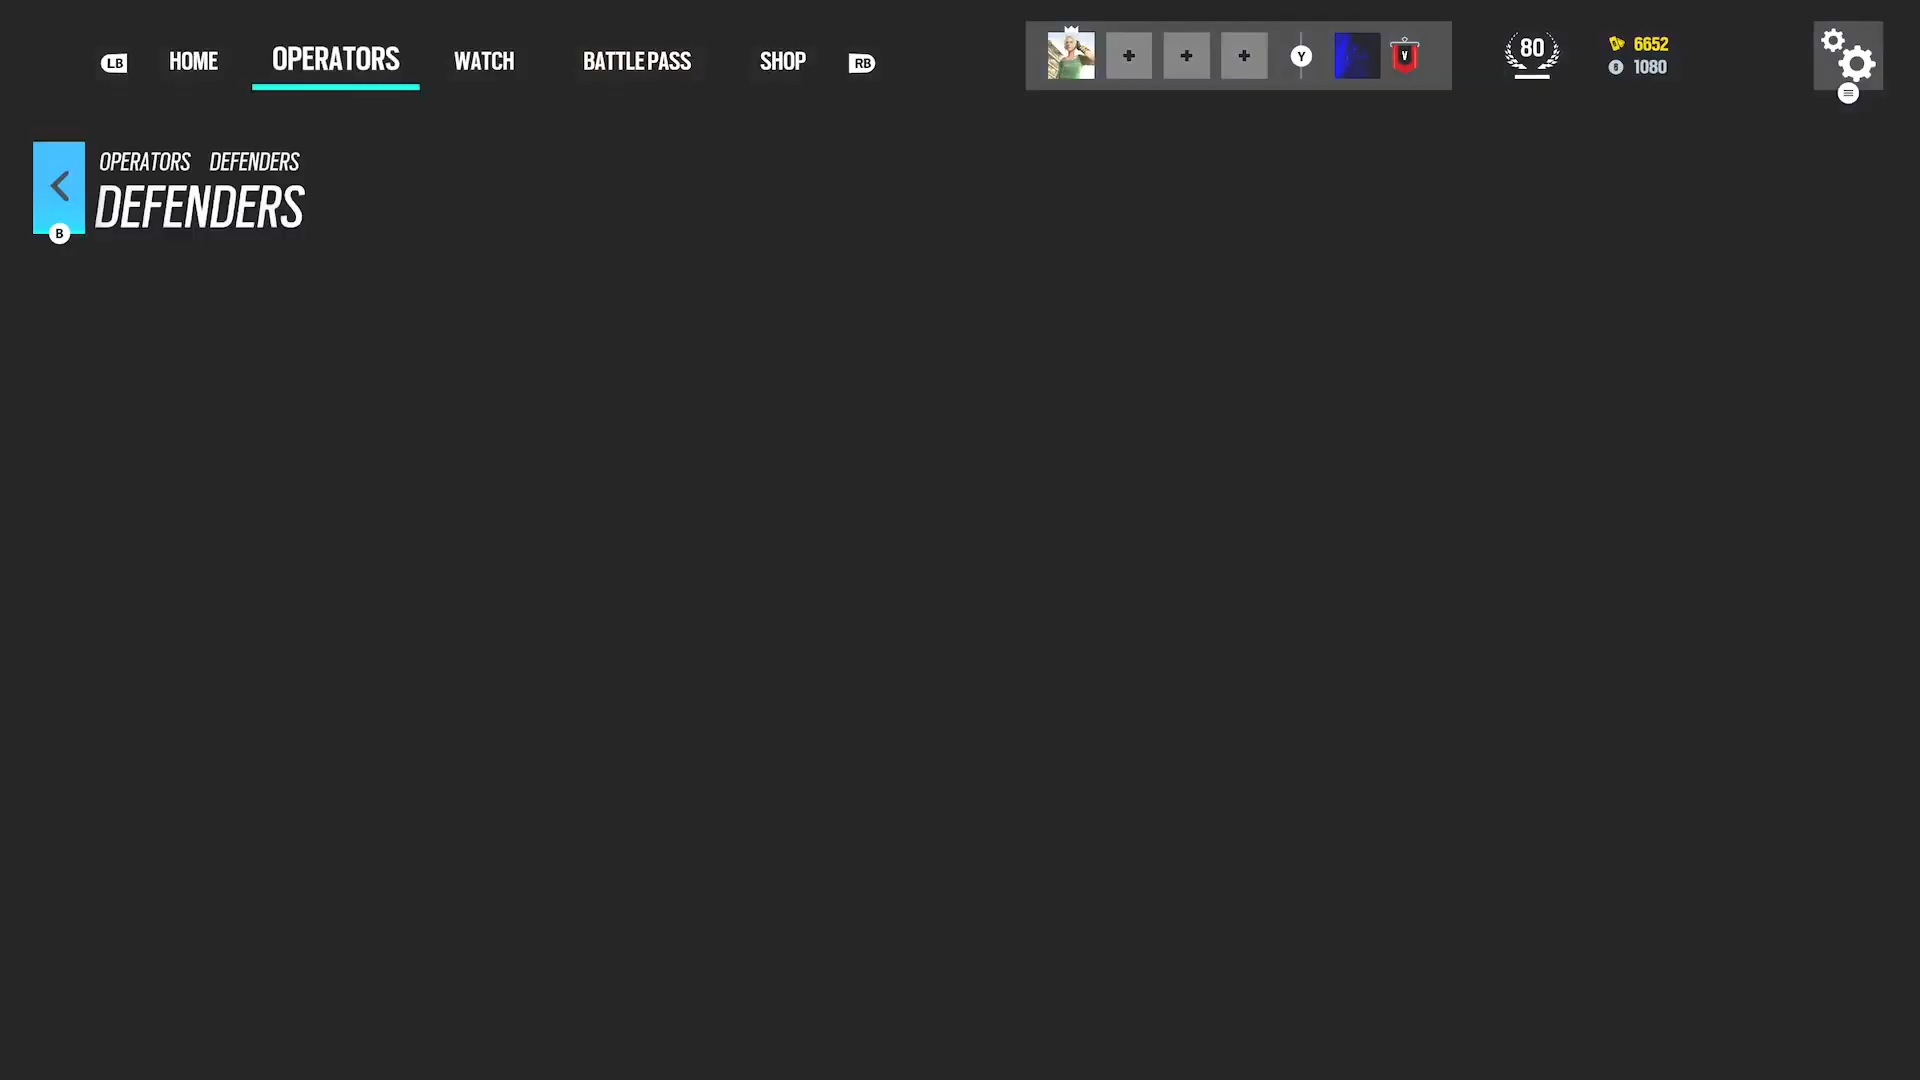 LB HOME OPERATORS WATCH BATTLE PASS SHOP RB
Y V 80 6652
1080
OPERATORS DEFENDERS
DEFENDERS
B